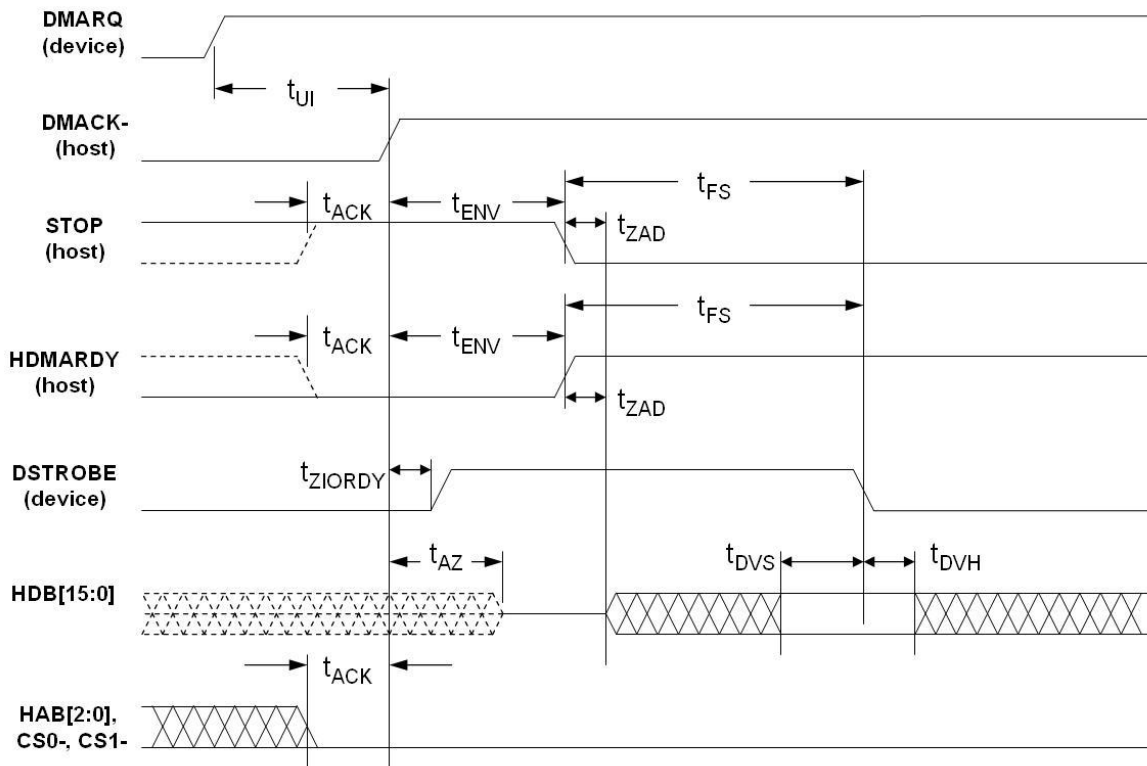 DMARQ
(device)
tUI
DMACK-
(host)
tFS
tACK
tENV
tZAD
STOP
(host)
tFS
tACK
tENV
HDMARDY
(host)
tZAD
DSTROBE
(device)
tZIORDY
tAZ
tDVS
tDVH
HDB[15:0]
tACK
HAB[2:0],
CS0-, CS1-